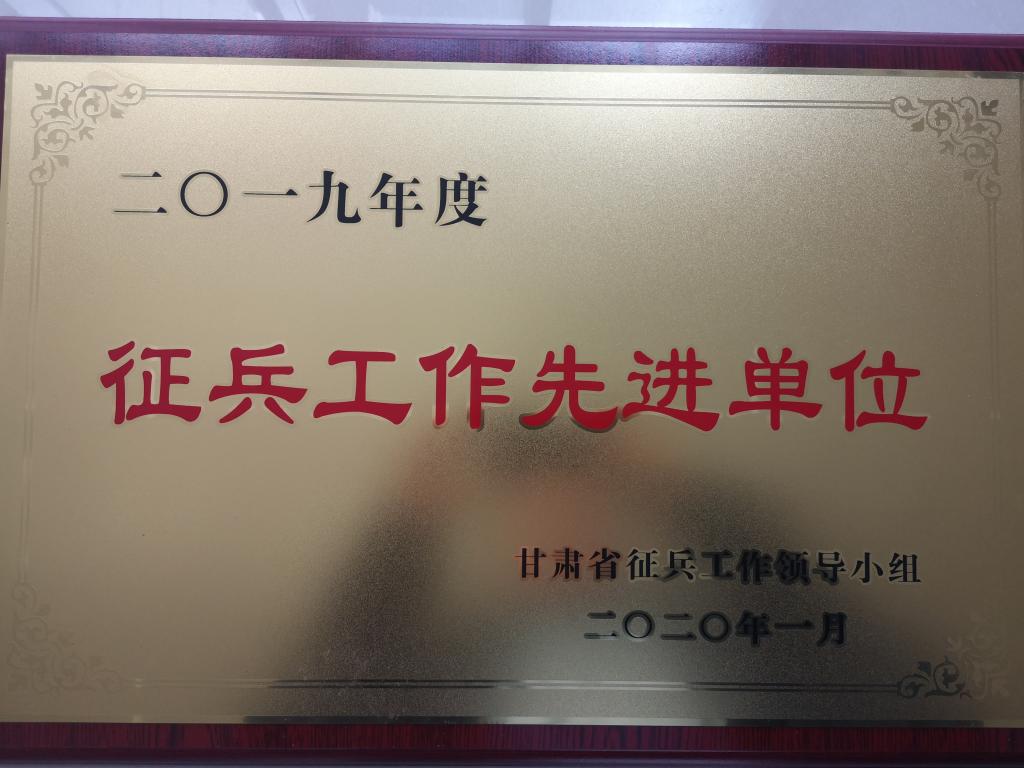 二〇一九年度
征兵工作先进单位
甘肃省征兵工作领导小组
二〇二〇年一月